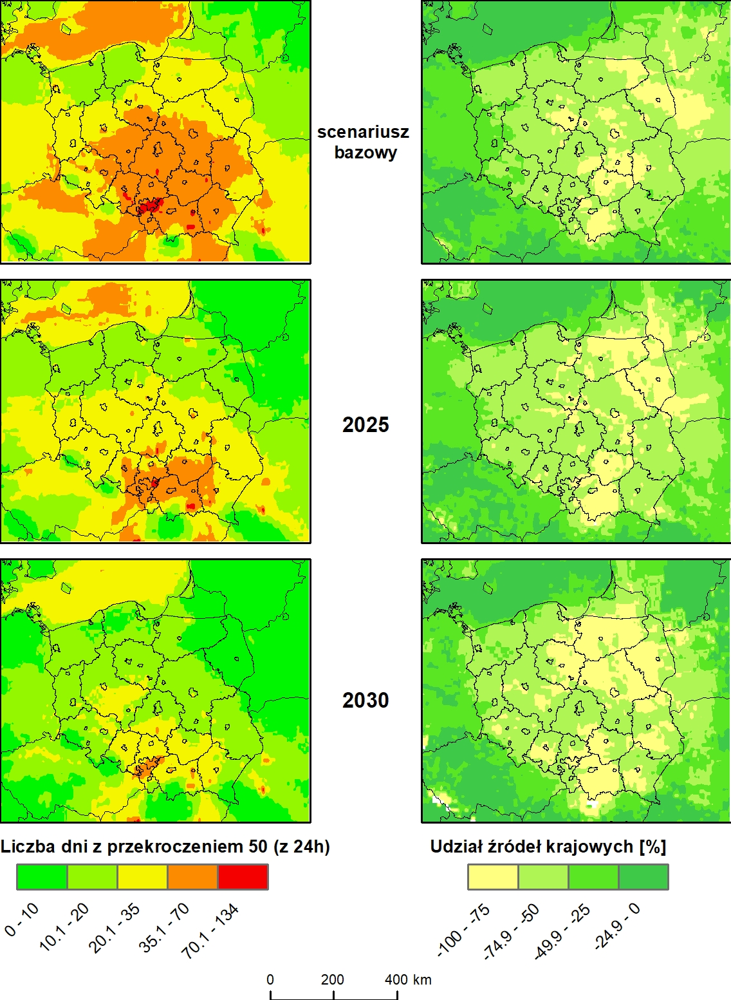 scenariusz
bazowy
2025
2030
Liczba dni z przekroczeniem 50 (z 24h)
0 - 10
10.1 - 20
20.1 - 35
35.1 - 70
70.1 - 134
Udział źródeł krajowych [%]
-100 - -75
-74.9 - -50
-49.9 - -25
-24.9 - 0
0 200 400 km